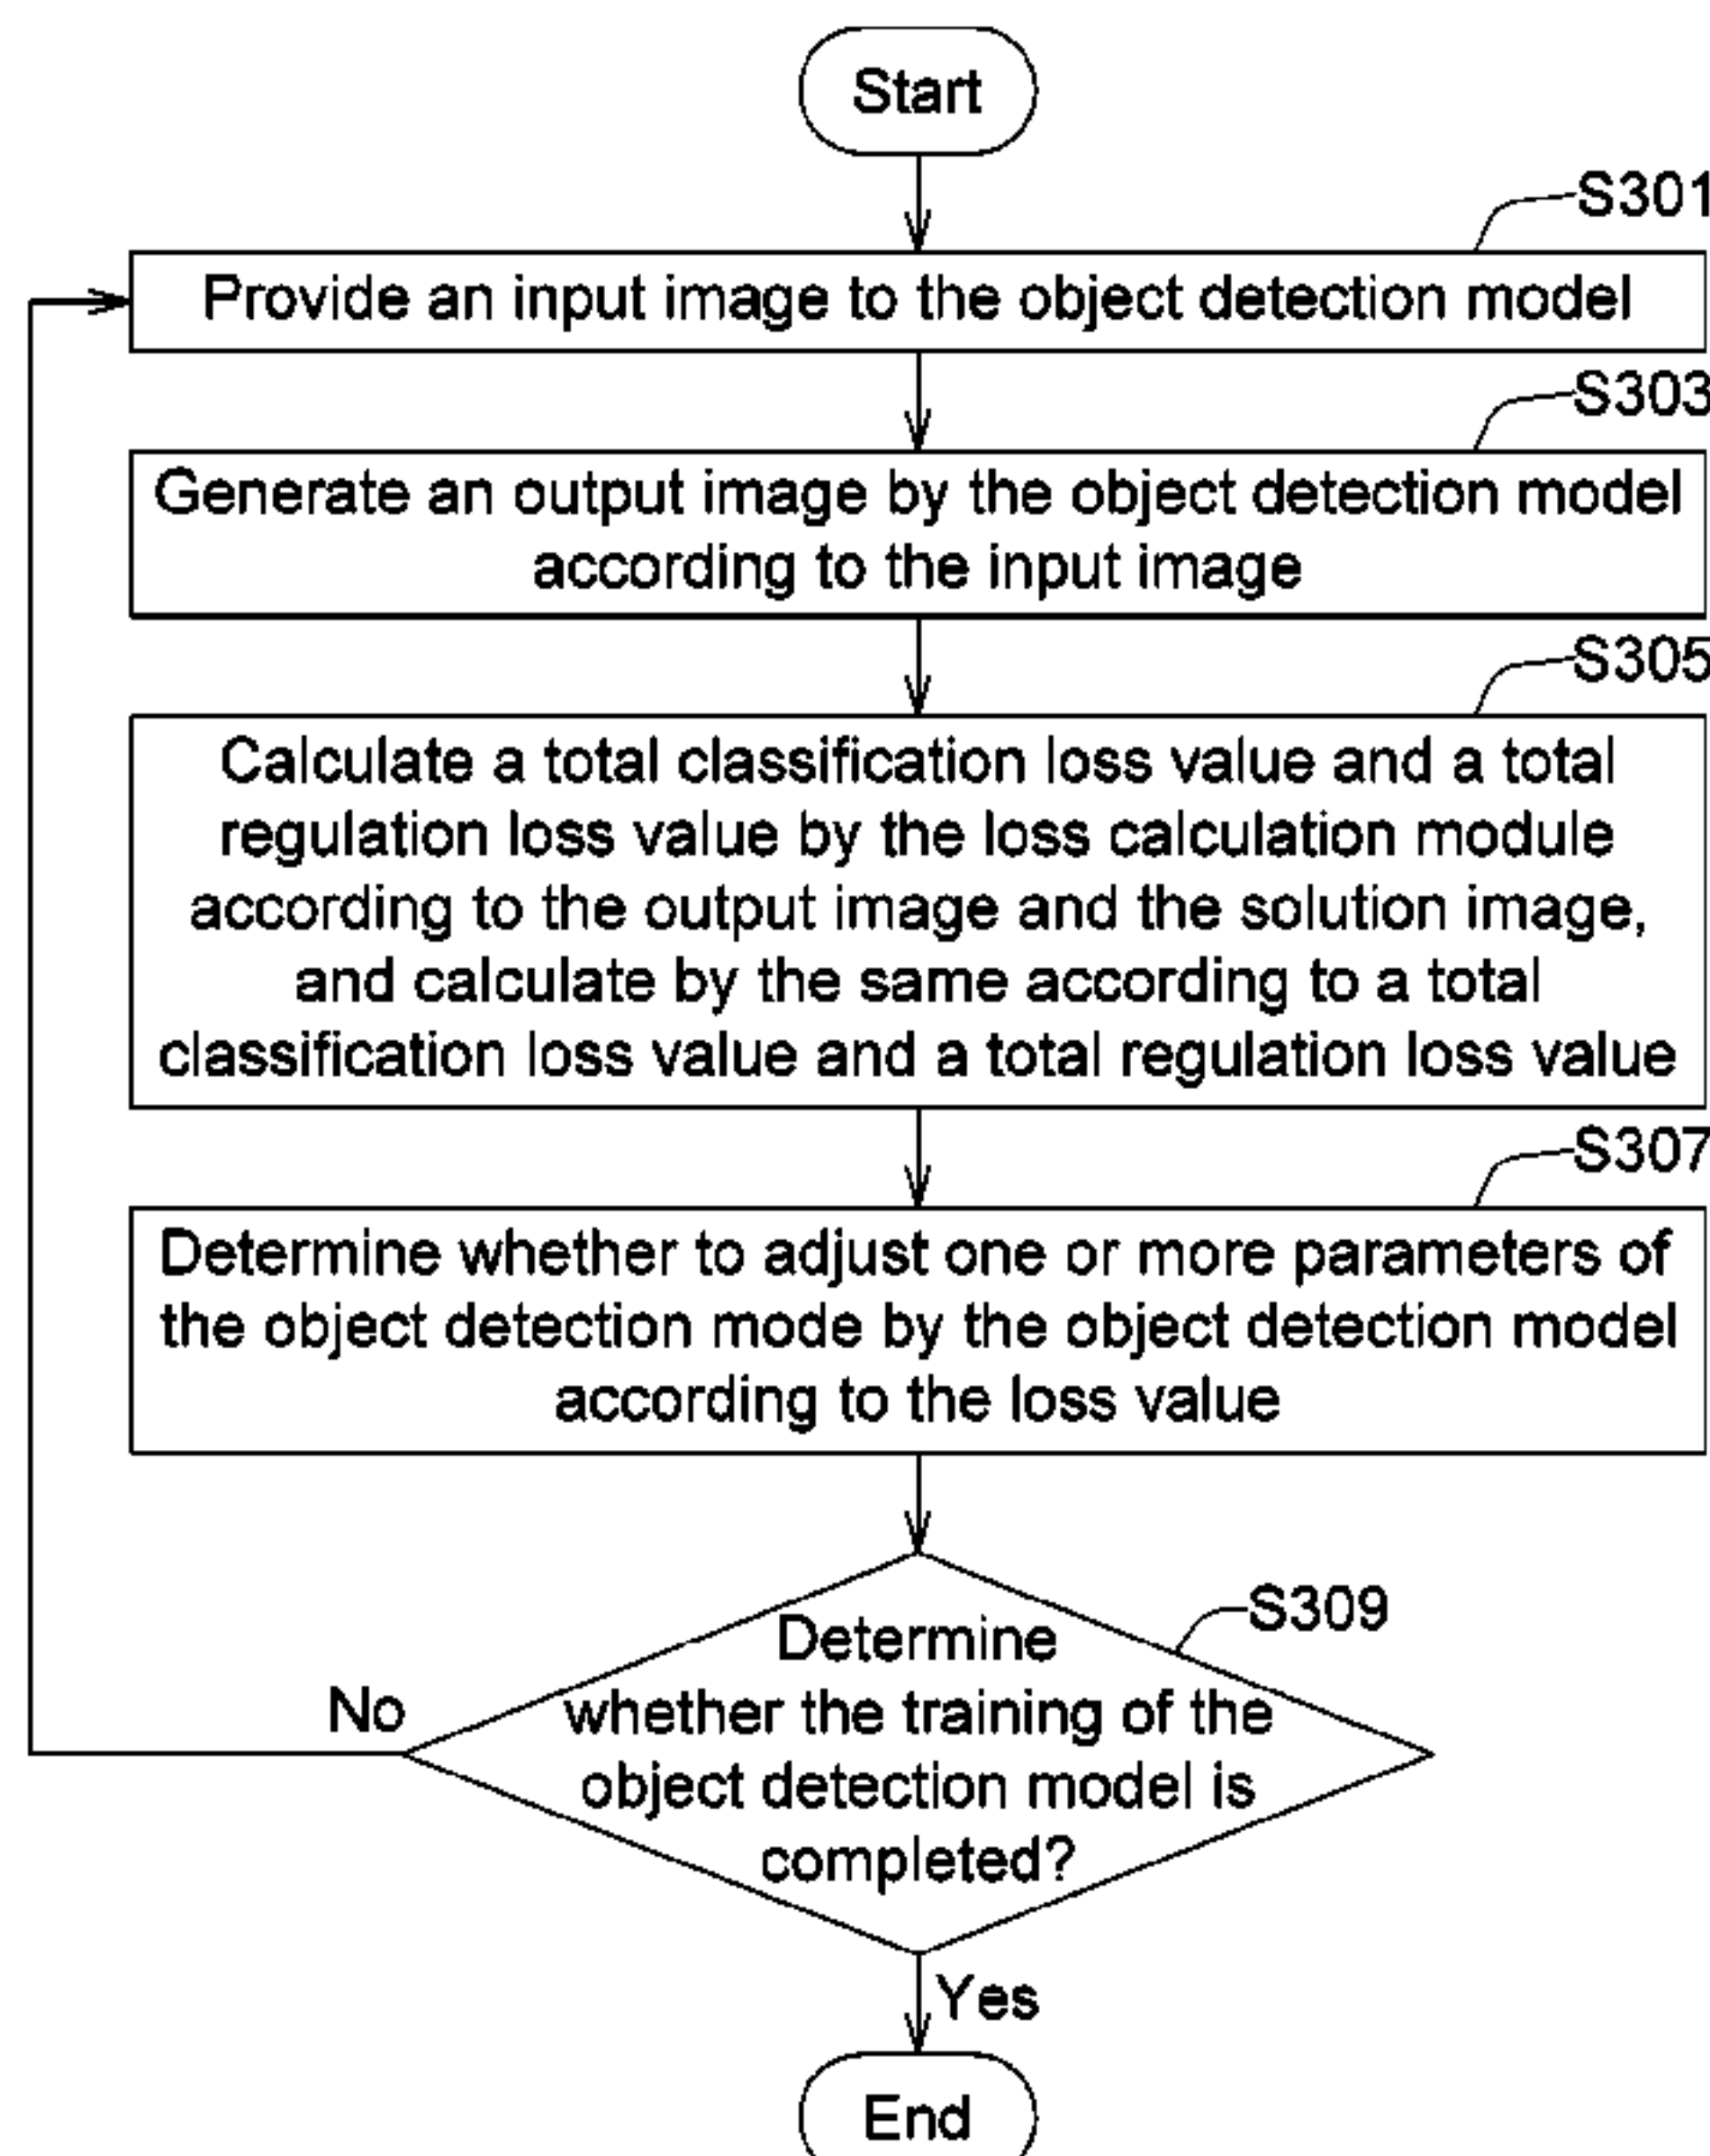 Start
S301
Provide an input image to the object detection model
S303
Generate an output image by the object detection model
according to the input image
S305
Calculate a total classification loss value and a total
regulation loss value by the loss calculation module
according to the output image and the solution image,
and calculate by the same according to a total
classification loss value and a total regulation loss value
S307
Determine whether to adjust one or more parameters of
the object detection mode by the object detection model
according to the loss value
S309
Determine
whether the training of the
object detection model is
completed?
No
Yes
End